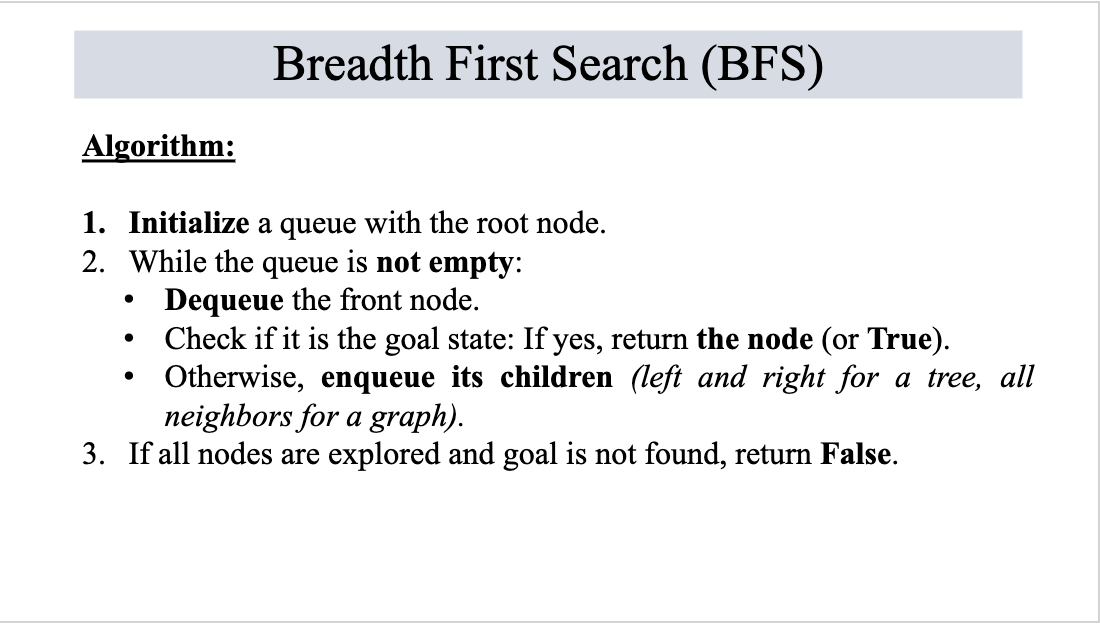 Breadth First Search (BFS)
Algorithm:
1. Initialize a queue with the root node.
2. While the queue is not empty:
• Dequeue the front node.
• Check if it is the goal state: If yes, return the node (or True).
• Otherwise, enqueue its children (left and right for a tree, all
neighbors for a graph).
3. If all nodes are explored and goal is not found, return False.